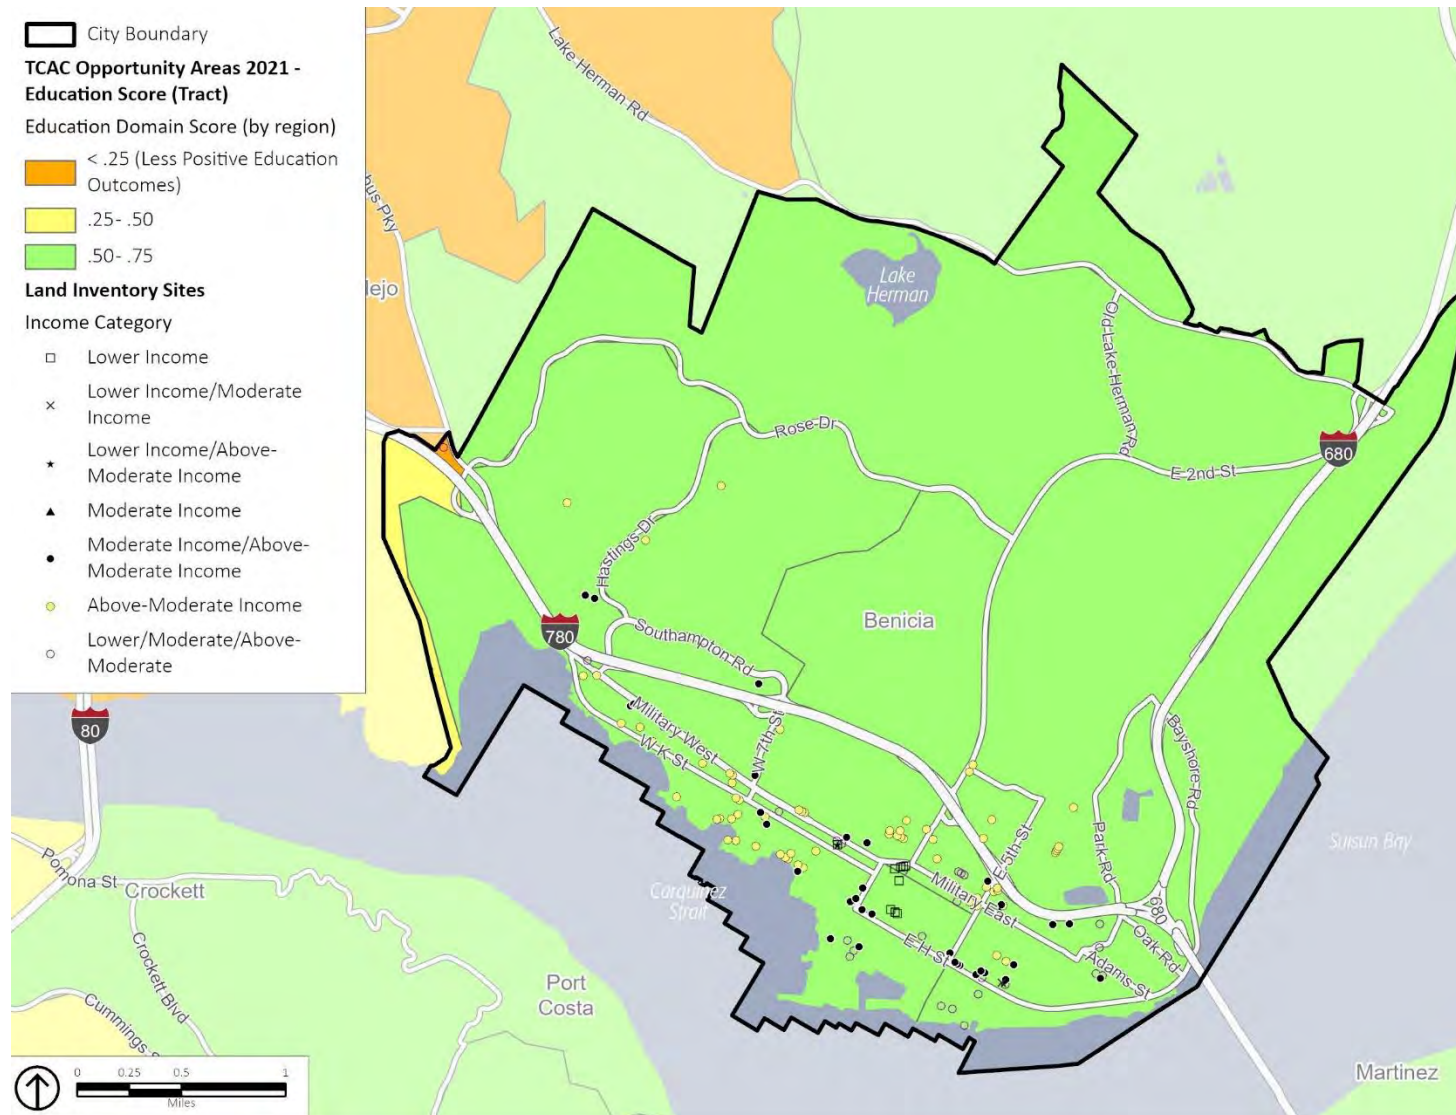 City Boundary
TCAC Opportunity Areas 2021 -
Education Score (Tract)
Education Domain Score (by region)
< .25 (Less Positive Education
Outcomes)
.25- .50
.50- .75
Land Inventory Sites
Income Category
Lower Income
Lower Income/Moderate
Income
Lower Income/Above-
Moderate Income
Moderate Income
Moderate Income/Above-
Moderate Income
Above-Moderate Income
Lower/Moderate/Above-
Moderate
Lake Herman Rd
bus Pky
lejo
Lake
Herman
Old Lake Herman Rd
Rose Dr
E 2nd St
680
Hastings Dr
Benicia
780
Southampton Rd
80
Military West
W 7th St
W K St
Bayshore Rd
Park Rd
E 5th St
Suisun Bay
Pomona St
Crockett
Carquinez
Strait
Military East
680
Oak Rd
E H St
Adams St
Crockett Blvd
Port
Costa
Cummings
Martinez
0 0.25 0.5 1
Miles